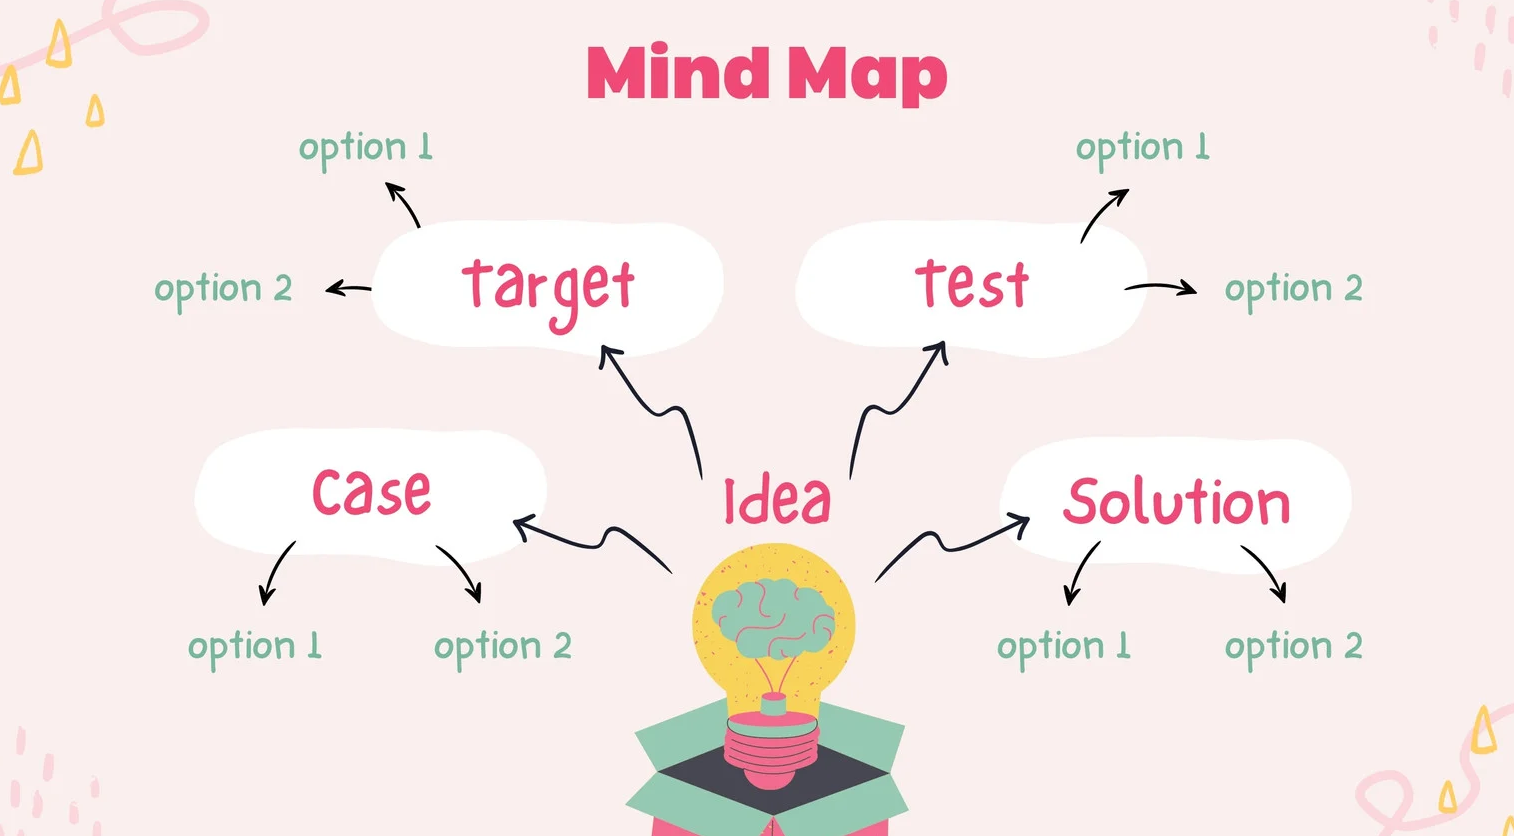 Mind Map
option 1
option 1
Target
Test
option 2
option 2
Case
Idea
Solution
option 1
option 2
option 1
option 2